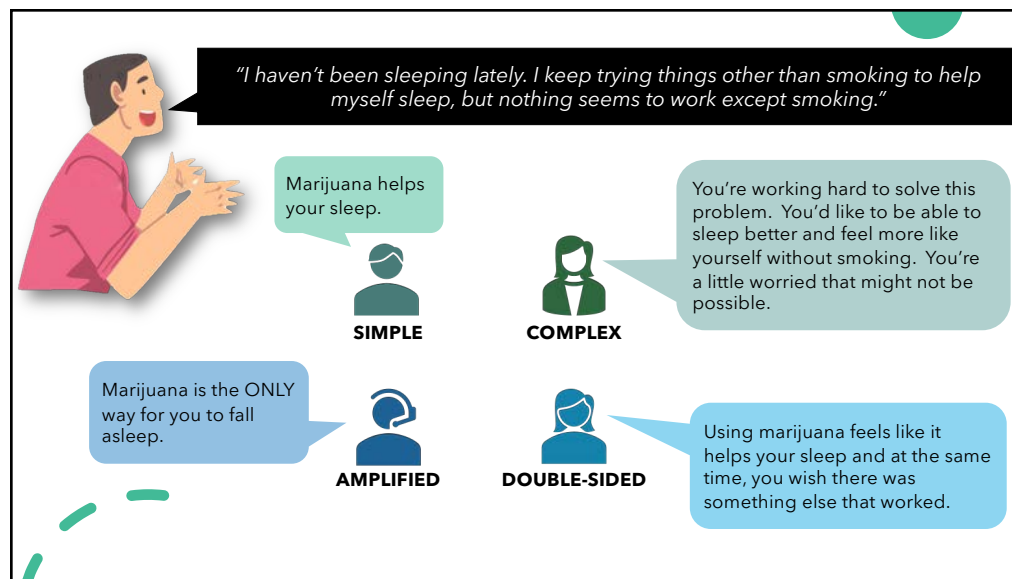 “I haven’t been sleeping lately. I keep trying things other than smoking to help
myself sleep, but nothing seems to work except smoking.”
Marijuana helps
your sleep.
SIMPLE
You’re working hard to solve this
problem.  You’d like to be able to
sleep better and feel more like
yourself without smoking.  You’re
a little worried that might not be
possible.
COMPLEX
Marijuana is the ONLY
way for you to fall
asleep.
AMPLIFIED
Using marijuana feels like it
helps your sleep and at the same
time, you wish there was
something else that worked.
DOUBLE-SIDED